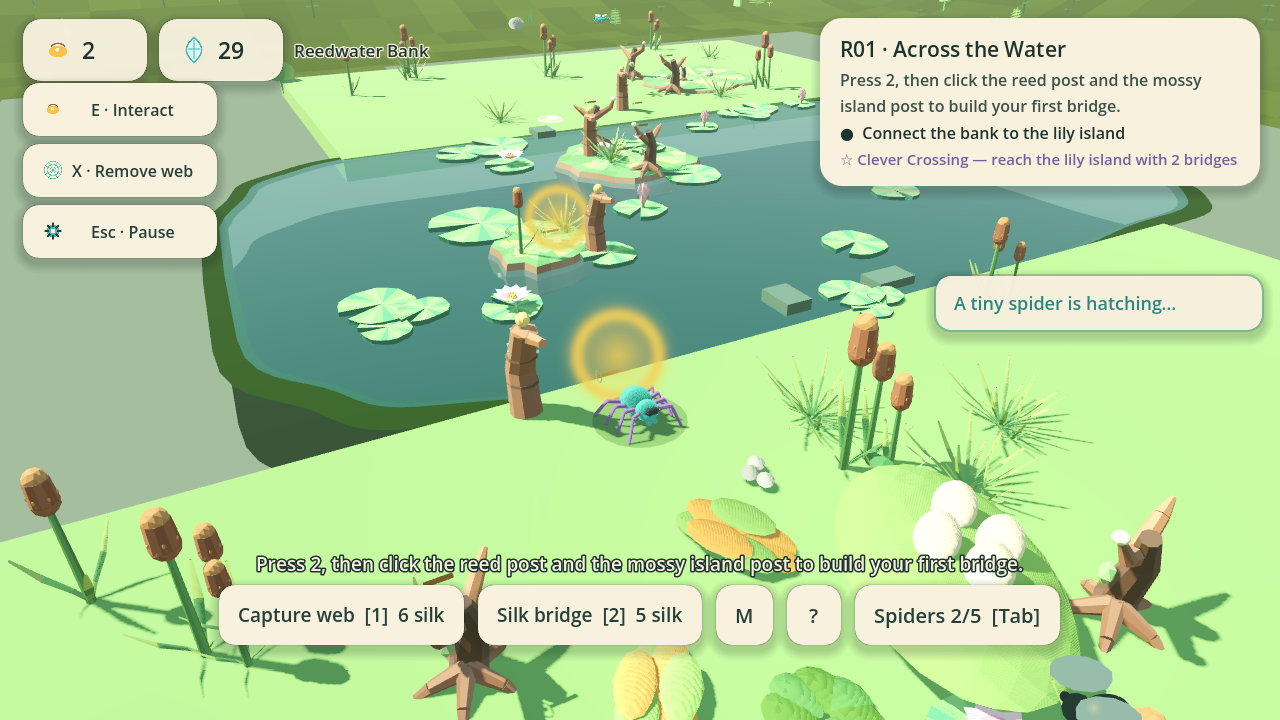 2
29
Reedwater Bank
E · Interact
X · Remove web
Esc · Pause
R01 · Across the Water
Press 2, then click the reed post and the mossy
island post to build your first bridge.
● Connect the bank to the lily island
☆ Clever Crossing — reach the lily island with 2 bridges
A tiny spider is hatching...
Press 2, then click the reed post and the mossy island post to build your first bridge.
Capture web [1] 6 silk
Silk bridge [2] 5 silk
M
?
Spiders 2/5 [Tab]